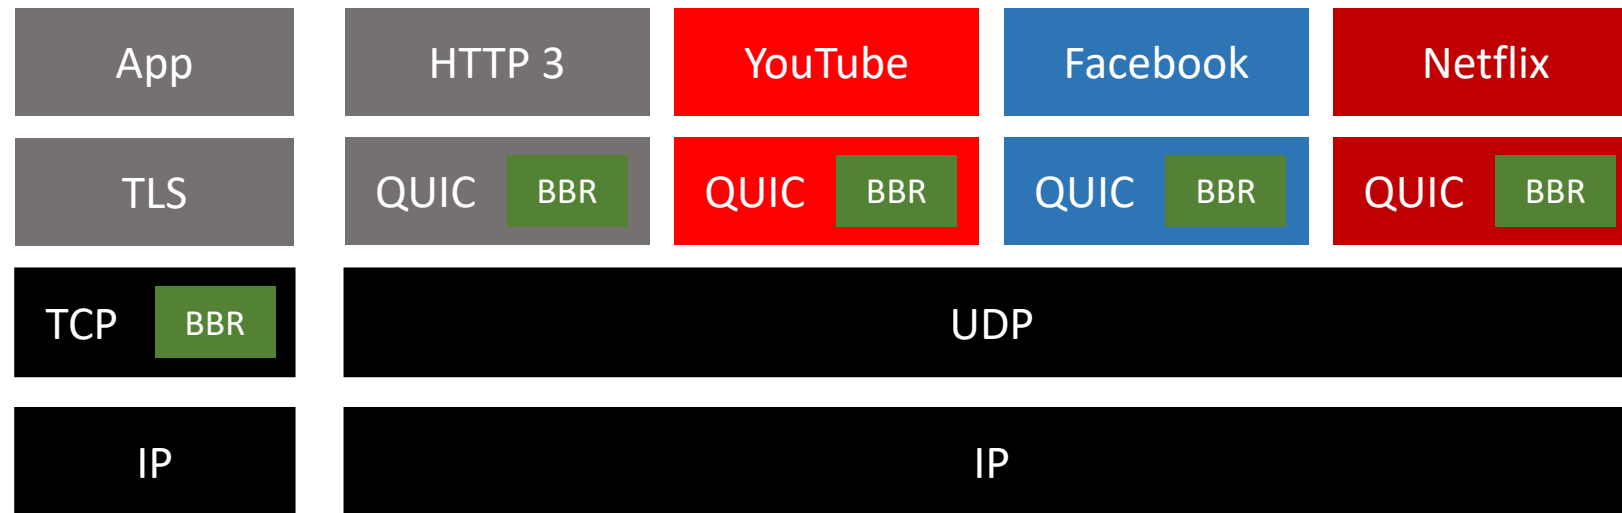 App HTTP 3 YouTube Facebook Netflix
TLS QUIC BBR QUIC BBR QUIC BBR QUIC BBR
TCP BBR UDP
IP IP